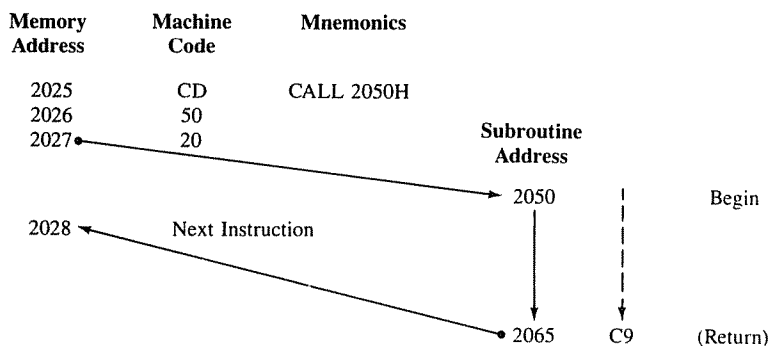 Memory Address Machine Code Mnemonics
2025 CD CALL 2050H
2026 50
2027 20
Subroutine Address
2050 Begin
2028 Next Instruction
2065 C9 (Return)